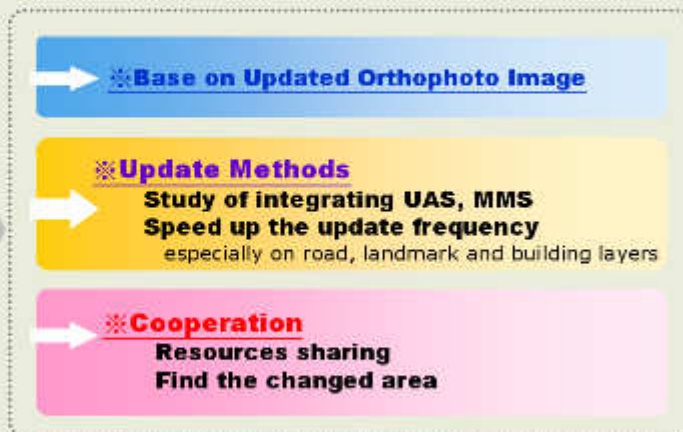 ※Base on Updated Orthophoto Image
※Update Methods
Study of integrating UAS, MMS
Speed up the update frequency
especially on road, landmark and building layers
※Cooperation
Resources sharing
Find the changed area